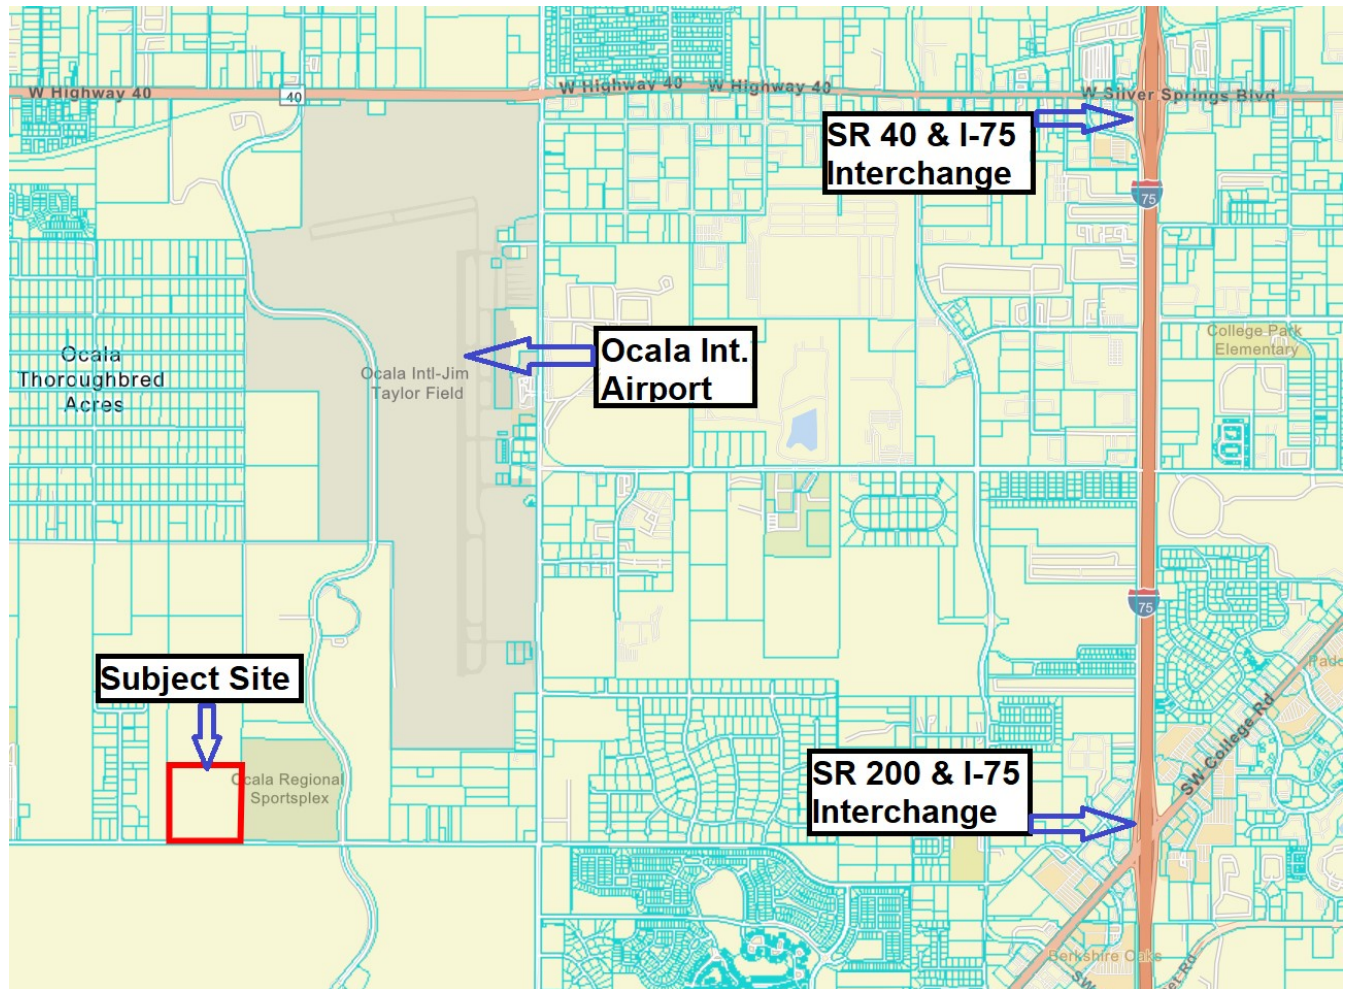 W Highway 40
40
W Highway 40
W Highway 40
W Silver Springs Blvd
SR 40 & I-75
Interchange
75
College Park
Elementary
Ocala Int.
Airport
Ocala
Thoroughbred
Acres
Ocala Intl-Jim
Taylor Field
75
Subject Site
SW College Rd
Ocala Regional
Sportsplex
SR 200 & I-75
Interchange
Berkshire Oaks
SW